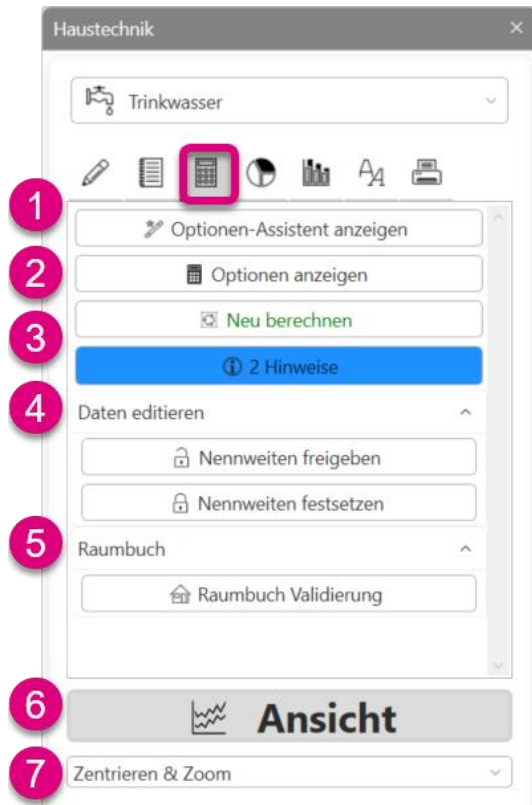 Haustechnik
Trinkwasser
1
Optionen-Assistent anzeigen
2
Optionen anzeigen
3
Neu berechnen
2 Hinweise
4
Daten editieren
Nennweiten freigeben
Nennweiten festsetzen
5
Raumbuch
Raumbuch Validierung
6
Ansicht
7
Zentrieren & Zoom